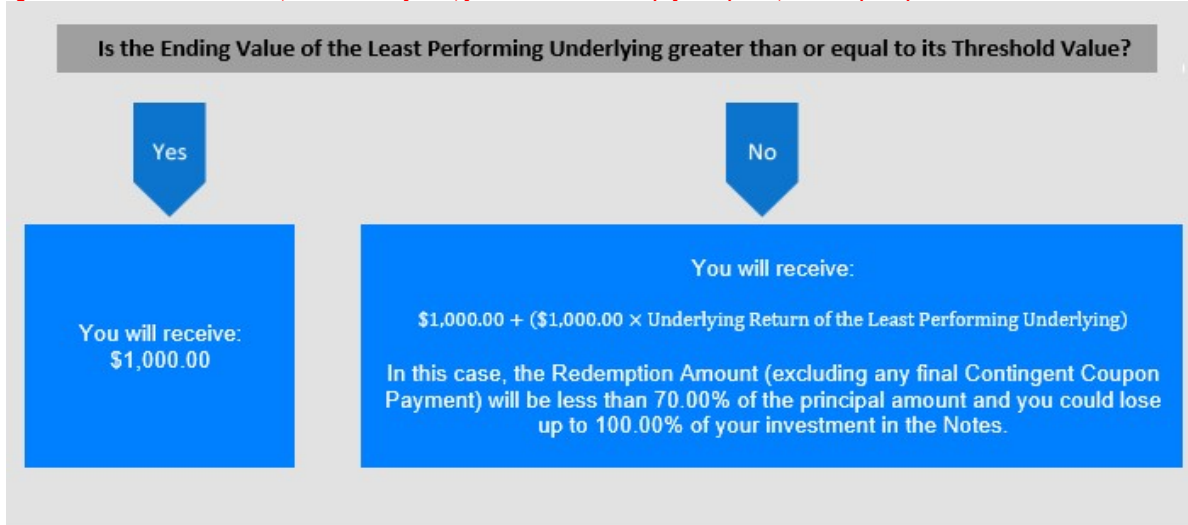 Is the Ending Value of the Least Performing Underlying greater than or equal to its Threshold Value?
Yes
No
You will receive:
$1,000.00
You will receive:
$1,000.00 + ($1,000.00 × Underlying Return of the Least Performing Underlying)
In this case, the Redemption Amount (excluding any final Contingent Coupon
Payment) will be less than 70.00% of the principal amount and you could lose
up to 100.00% of your investment in the Notes.